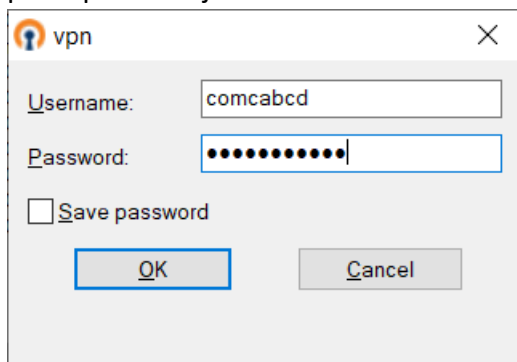 vpn
Username:
comcabcd
Password:
●●●●●●●●●●●
Save password
OK
Cancel